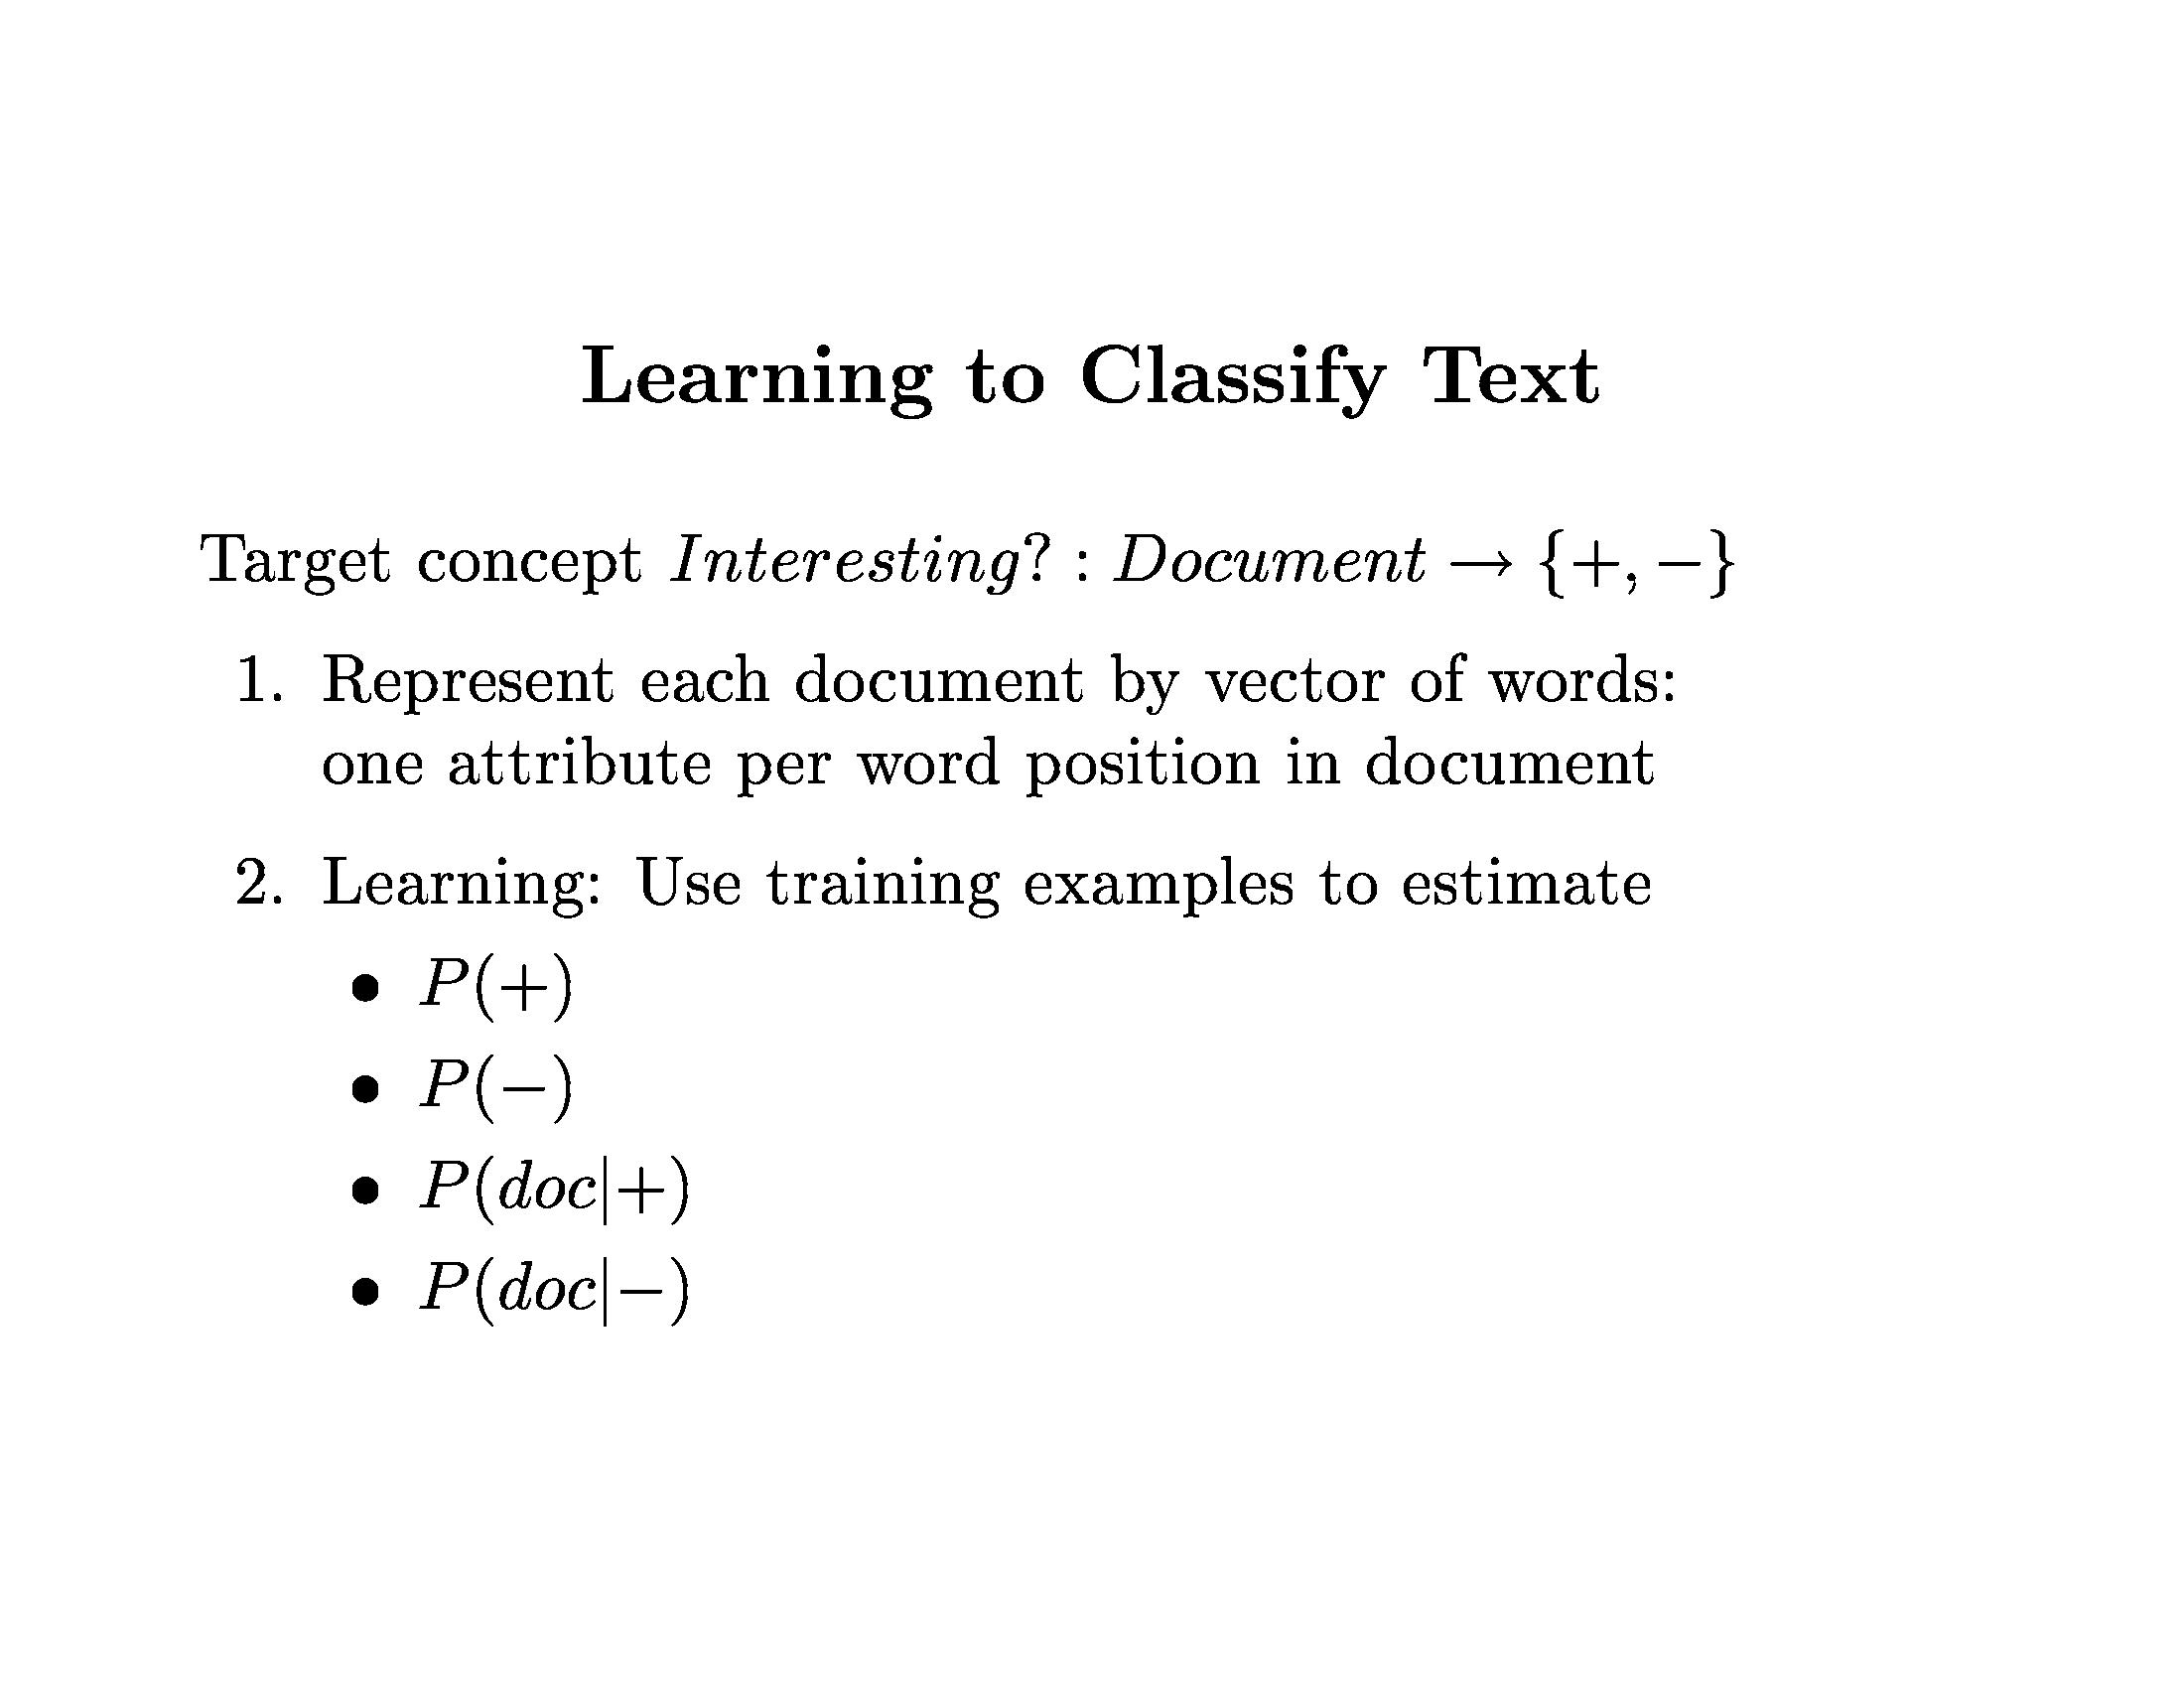 Learning to Classify Text
Target concept Interesting? : Document → {+, −}
1. Represent each document by vector of words:
one attribute per word position in document
2. Learning: Use training examples to estimate
• P(+)
• P(−)
• P(doc|+)
• P(doc|−)